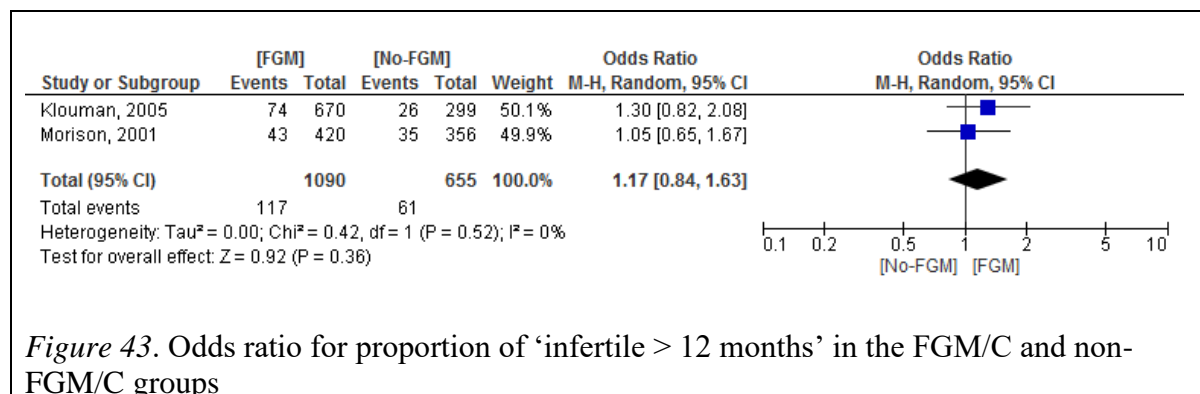 [FGM] [No-FGM] Odds Ratio Odds Ratio
Study or Subgroup Events Total Events Total Weight M-H, Random, 95% CI M-H, Random, 95% CI
Klouman, 2005 74 670 26 299 50.1% 1.30 [0.82, 2.08]
Morison, 2001 43 420 35 356 49.9% 1.05 [0.65, 1.67]
Total (95% CI) 1090 655 100.0% 1.17 [0.84, 1.63]
Total events 117 61
Heterogeneity: Tau² = 0.00; Chi² = 0.42, df = 1 (P = 0.52); I² = 0%
Test for overall effect: Z = 0.92 (P = 0.36)
0.1 0.2 0.5 1 2 5 10
[No-FGM] [FGM]
Figure 43. Odds ratio for proportion of ‘infertile > 12 months’ in the FGM/C and non-
FGM/C groups